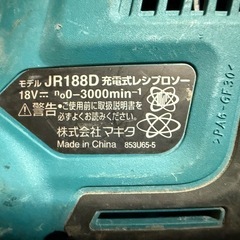 モデル JR188D 充電式レシプロソー
18V⎓ n₀0-3000min⁻¹
警告・ご使用前に取扱説明書を
必ずお読みください。
株式会社マキタ
Made in China 853U65-5
>PA6-GF30<